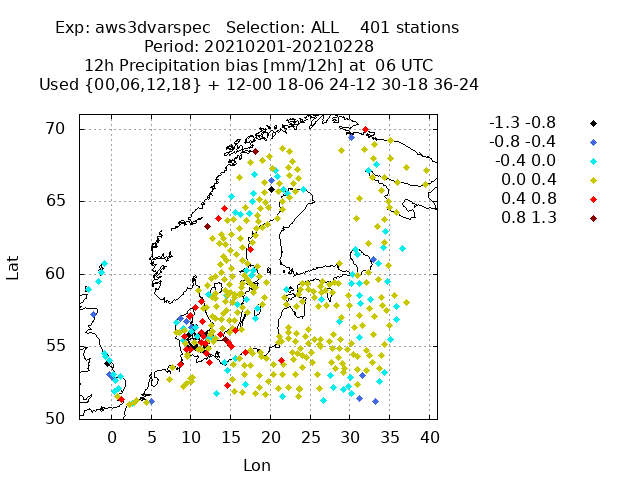 Exp: aws3dvarspec   Selection: ALL    401 stations
Period: 20210201-20210228
12h Precipitation bias [mm/12h] at  06 UTC
Used {00,06,12,18} + 12-00 18-06 24-12 30-18 36-24
-1.3 -0.8
-0.8 -0.4
-0.4 0.0
0.0 0.4
0.4 0.8
0.8 1.3
70
65
60
55
50
Lat
0 5 10 15 20 25 30 35 40
Lon